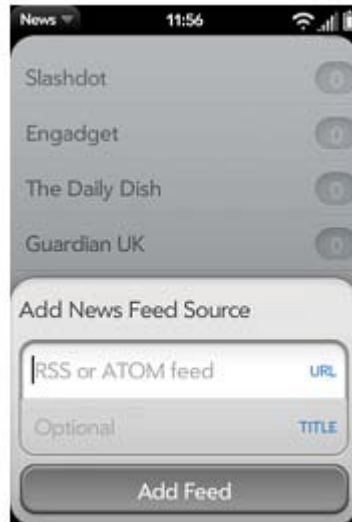 News 11:56
Slashdot 0
Engadget 0
The Daily Dish 0
Guardian UK 0
Add News Feed Source
RSS or ATOM feed URL
Optional TITLE
Add Feed